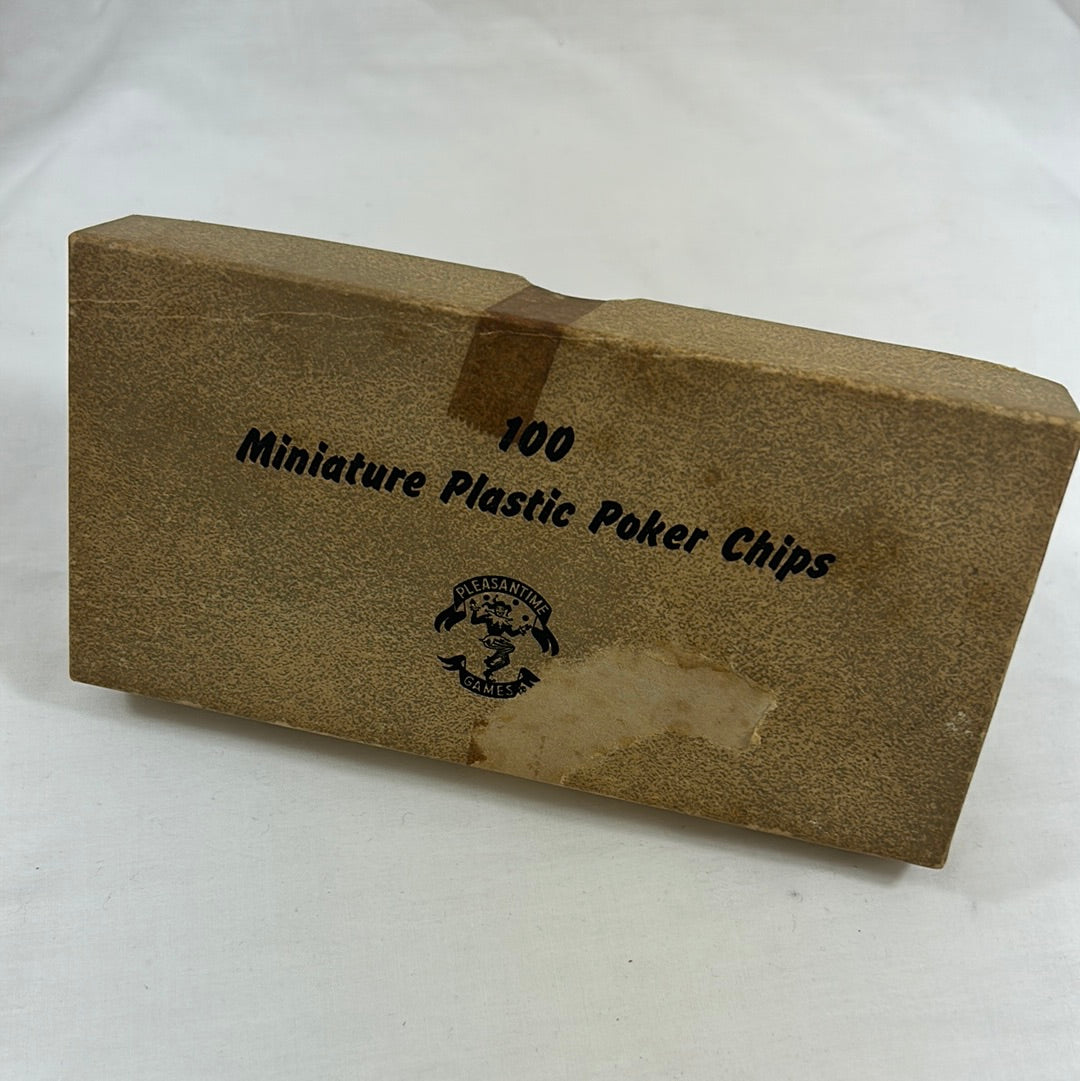 100
Miniature Plastic Poker Chips
PLEASANTIME
GAMES